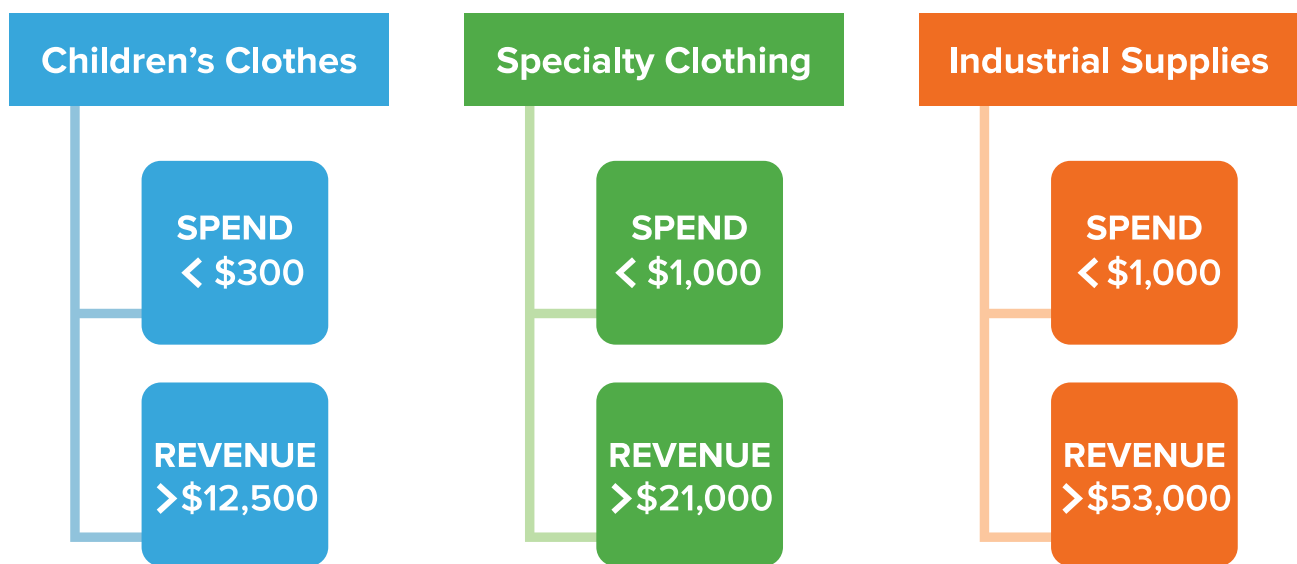 Children’s Clothes
SPEND
< $300
REVENUE
>$12,500
Specialty Clothing
SPEND
< $1,000
REVENUE
>$21,000
Industrial Supplies
SPEND
< $1,000
REVENUE
>$53,000